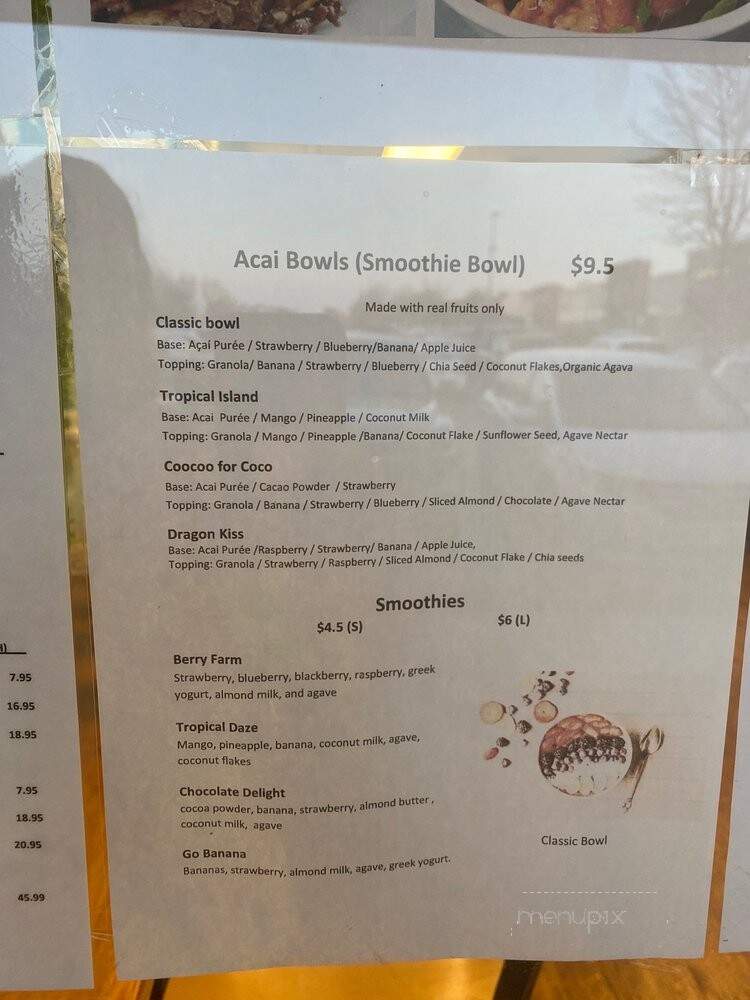 Acai Bowls (Smoothie Bowl) $9.5
Made with real fruits only
Classic bowl
Base: Açaí Purée / Strawberry / Blueberry/Banana/ Apple Juice
Topping: Granola/ Banana / Strawberry / Blueberry / Chia Seed / Coconut Flakes,Organic Agava
Tropical Island
Base: Acai Purée / Mango / Pineapple / Coconut Milk
Topping: Granola / Mango / Pineapple /Banana/ Coconut Flake / Sunflower Seed, Agave Nectar
Coocoo for Coco
Base: Acai Purée / Cacao Powder / Strawberry
Topping: Granola / Banana / Strawberry / Blueberry / Sliced Almond / Chocolate / Agave Nectar
Dragon Kiss
Base: Acai Purée /Raspberry / Strawberry/ Banana / Apple Juice,
Topping: Granola / Strawberry / Raspberry / Sliced Almond / Coconut Flake / Chia seeds
Smoothies
$4.5 (S) $6 (L)
Berry Farm
Strawberry, blueberry, blackberry, raspberry, greek
yogurt, almond milk, and agave
Tropical Daze
Mango, pineapple, banana, coconut milk, agave,
coconut flakes
Chocolate Delight
cocoa powder, banana, strawberry, almond butter ,
coconut milk, agave
Go Banana
Bananas, strawberry, almond milk, agave, greek yogurt.
Classic Bowl
7.95
16.95
18.95
7.95
18.95
20.95
45.99
menupix